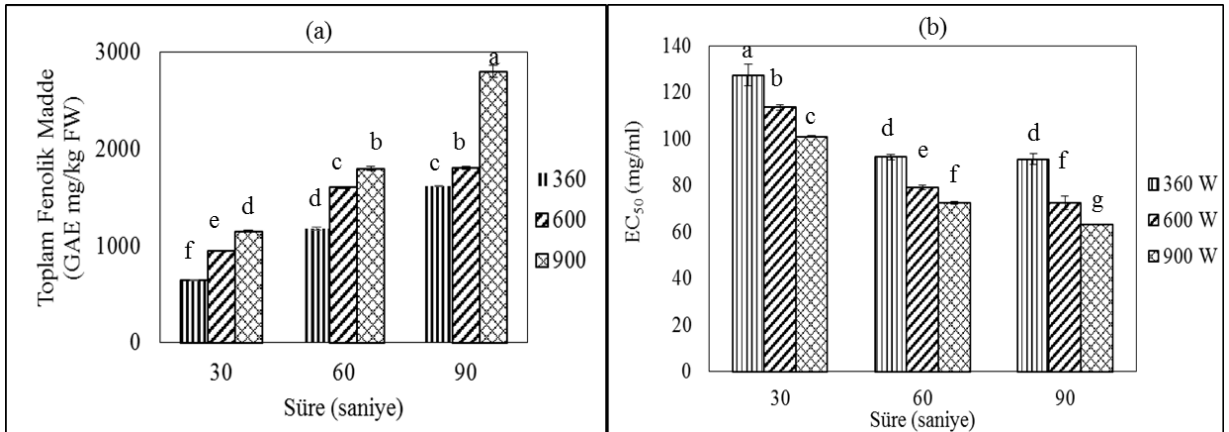 (a)
Toplam Fenolik Madde
(GAE mg/kg FW)
3000
2000
1000
0
f
e
d
d
c
b
c
b
a
30
60
90
Süre (saniye)
360
600
900
(b)
EC50 (mg/ml)
140
120
100
80
60
40
20
0
a
b
c
d
e
f
d
f
g
30
60
90
Süre (saniye)
360 W
600 W
900 W